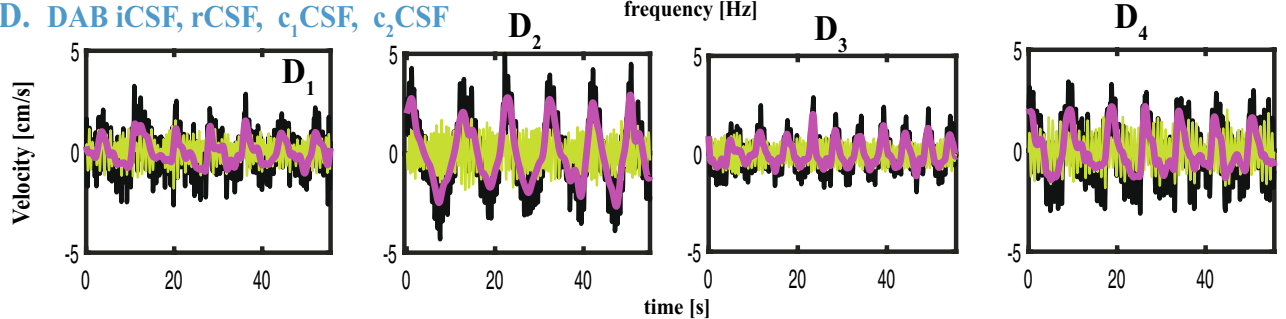 frequency [Hz]
D. DAB iCSF, rCSF, c₁CSF, c₂CSF
D₁
D₂
D₃
D₄
Velocity [cm/s]
5
0
-5
0 20 40
5
0
-5
0 20 40
5
0
-5
0 20 40
5
0
-5
0 20 40
time [s]